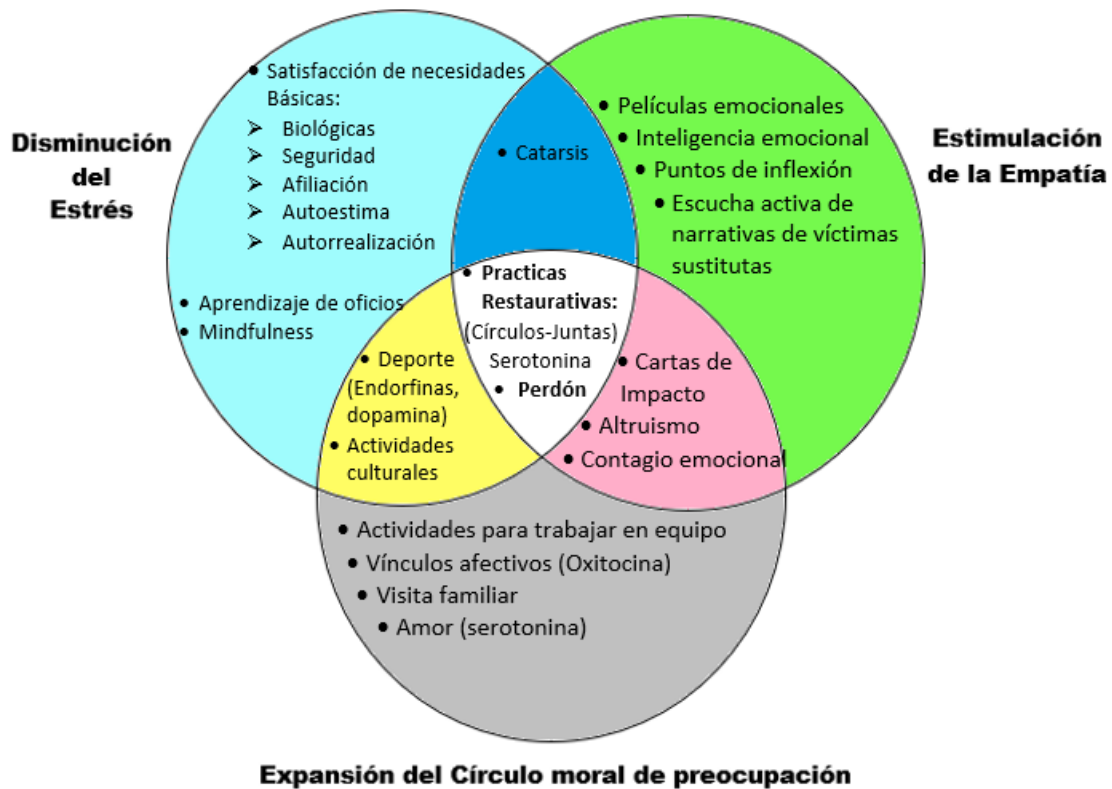 Disminución
del
Estrés
• Satisfacción de necesidades
Básicas:
➢ Biológicas
➢ Seguridad
➢ Afiliación
➢ Autoestima
➢ Autorrealización
• Aprendizaje de oficios
• Mindfulness
• Catarsis
• Películas emocionales
• Inteligencia emocional
• Puntos de inflexión
• Escucha activa de
narrativas de víctimas
sustitutas
Estimulación
de la Empatía
• Practicas
Restaurativas:
(Círculos-Juntas)
Serotonina
• Perdón
• Deporte
(Endorfinas,
dopamina)
• Actividades
culturales
• Cartas de
Impacto
• Altruismo
• Contagio emocional
• Actividades para trabajar en equipo
• Vínculos afectivos (Oxitocina)
• Visita familiar
• Amor (serotonina)
Expansión del Círculo moral de preocupación